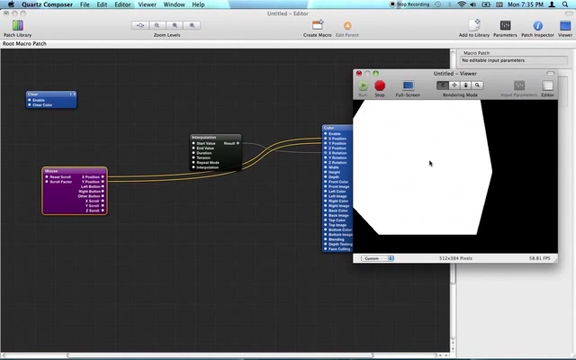 Quartz Composer File Edit Editor Viewer Window Help Stop Recording Mon 7:35 PM
Untitled - Editor
Patch Library Zoom Levels Create Macro Edit Parent Add to Library Parameters Patch Inspector Viewer
Root Macro Patch
Macro Patch
No editable input parameters
Clear
Enable
Clear Color
Interpolation
Start Value Result
End Value
Duration
Tension
Repeat Mode
Interpolation
Mouse
Reset Scroll X Position
Scroll Factor Y Position
Left Button
Right Button
Other Button
X Scroll
Y Scroll
Z Scroll
Cube
Enable
X Position
Y Position
Z Position
X Rotation
Y Rotation
Z Rotation
Width
Height
Depth
Front Color
Front Image
Left Color
Left Image
Right Color
Right Image
Back Color
Back Image
Top Color
Top Image
Bottom Color
Bottom Image
Blending
Depth Testing
Face Culling
Untitled - Viewer
Run Stop Full-Screen Rendering Mode Input Parameters Editor
Custom 512x384 Pixels 58.81 FPS